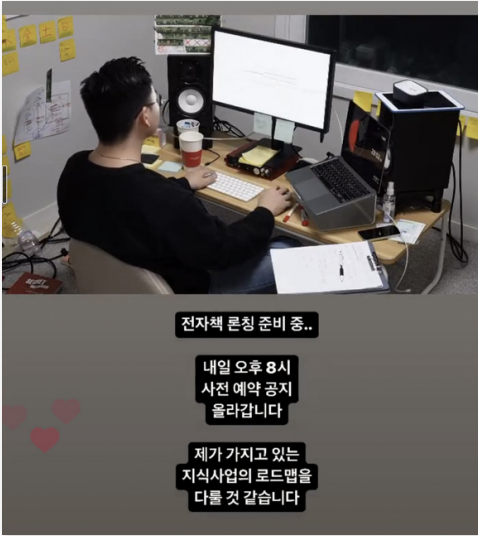 전자책 론칭 준비 중..
내일 오후 8시
사전 예약 공지
올라갑니다
제가 가지고 있는
지식사업의 로드맵을
다룰 것 같습니다